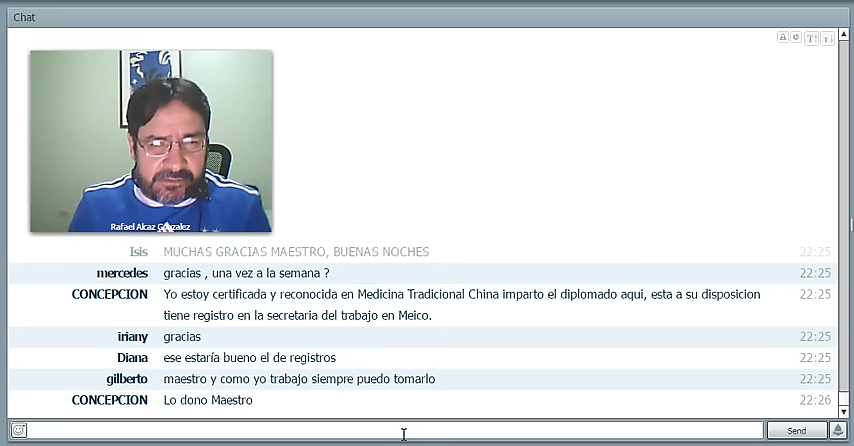 Chat
Rafael Alcaz Gonzalez
Isis MUCHAS GRACIAS MAESTRO, BUENAS NOCHES 22:25
mercedes gracias , una vez a la semana ? 22:25
CONCEPCION Yo estoy certificada y reconocida en Medicina Tradicional China imparto el diplomado aqui, esta a su disposicion 22:25
tiene registro en la secretaria del trabajo en Meico.
iriany gracias 22:25
Diana ese estaría bueno el de registros 22:25
gilberto maestro y como yo trabajo siempre puedo tomarlo 22:25
CONCEPCION Lo dono Maestro 22:26
Send